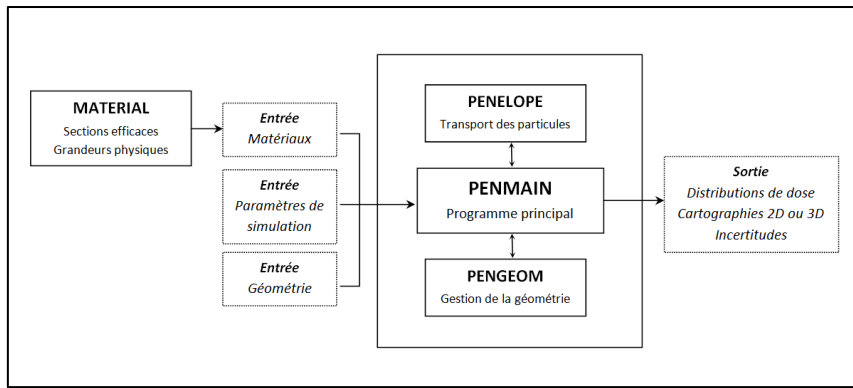 MATERIAL
Sections efficaces
Grandeurs physiques
Entrée
Matériaux
Entrée
Paramètres de
simulation
Entrée
Géométrie
PENELOPE
Transport des particules
PENMAIN
Programme principal
PENGEOM
Gestion de la géométrie
Sortie
Distributions de dose
Cartographies 2D ou 3D
Incertitudes